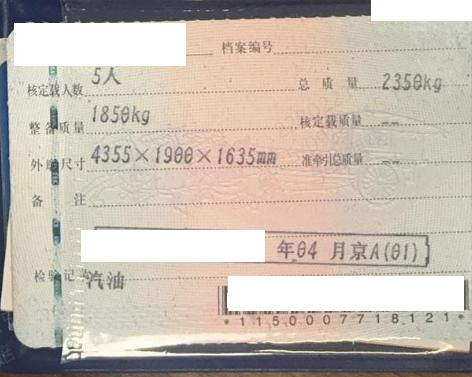 档案编号
核定载人数 5人 总质量 2350kg
整备质量 1850kg 核定载质量 --
外廓尺寸 4355×1900×1635mm 准牵引总质量 --
备注
年04月京A(01)
检验记录 汽油
*1150007718121*